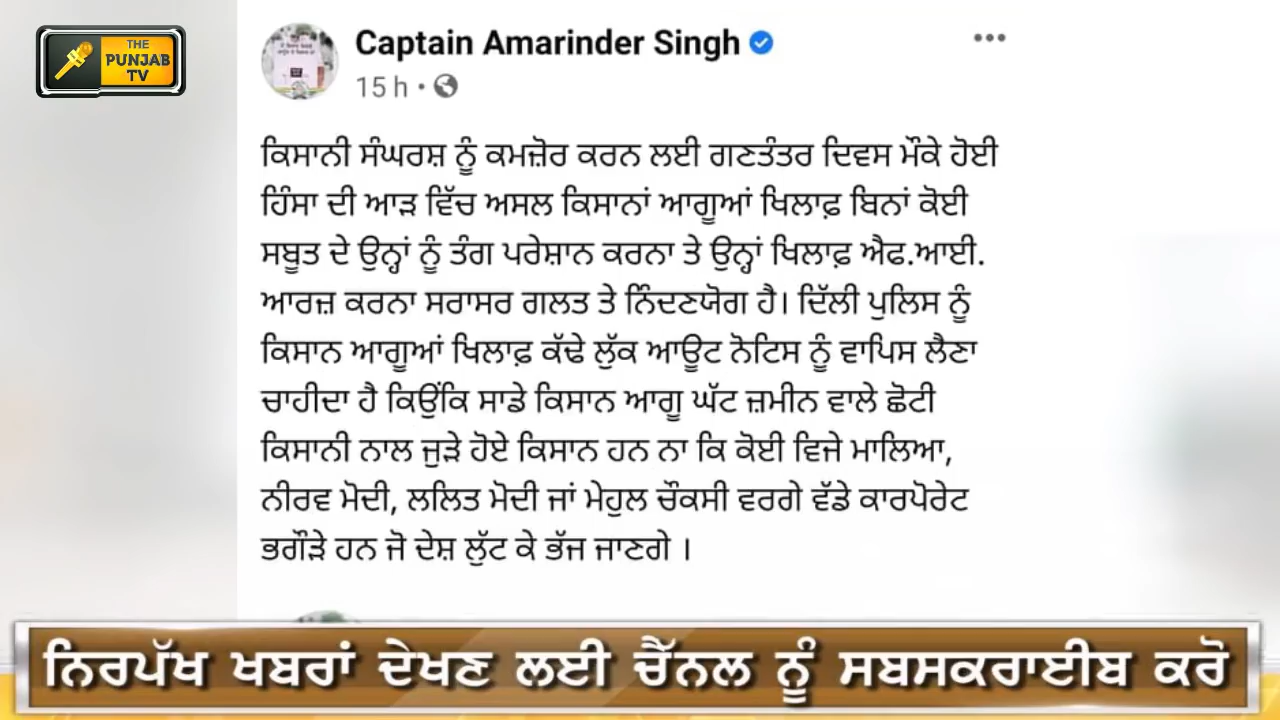 THE
PUNJAB
TV
Captain Amarinder Singh
15 h
ਕਿਸਾਨੀ ਸੰਘਰਸ਼ ਨੂੰ ਕਮਜ਼ੋਰ ਕਰਨ ਲਈ ਗਣਤੰਤਰ ਦਿਵਸ ਮੌਕੇ ਹੋਈ
ਹਿੰਸਾ ਦੀ ਆੜ ਵਿੱਚ ਅਸਲ ਕਿਸਾਨਾਂ ਆਗੂਆਂ ਖਿਲਾਫ਼ ਬਿਨਾਂ ਕੋਈ
ਸਬੂਤ ਦੇ ਉਨ੍ਹਾਂ ਨੂੰ ਤੰਗ ਪਰੇਸ਼ਾਨ ਕਰਨਾ ਤੇ ਉਨ੍ਹਾਂ ਖਿਲਾਫ਼ ਐਫ.ਆਈ.
ਆਰਜ਼ ਕਰਨਾ ਸਰਾਸਰ ਗਲਤ ਤੇ ਨਿੰਦਣਯੋਗ ਹੈ। ਦਿੱਲੀ ਪੁਲਿਸ ਨੂੰ
ਕਿਸਾਨ ਆਗੂਆਂ ਖਿਲਾਫ਼ ਕੱਢੇ ਲੁੱਕ ਆਊਟ ਨੋਟਿਸ ਨੂੰ ਵਾਪਿਸ ਲੈਣਾ
ਚਾਹੀਦਾ ਹੈ ਕਿਉਂਕਿ ਸਾਡੇ ਕਿਸਾਨ ਆਗੂ ਘੱਟ ਜ਼ਮੀਨ ਵਾਲੇ ਛੋਟੀ
ਕਿਸਾਨੀ ਨਾਲ ਜੁੜੇ ਹੋਏ ਕਿਸਾਨ ਹਨ ਨਾ ਕਿ ਕੋਈ ਵਿਜੇ ਮਾਲਿਆ,
ਨੀਰਵ ਮੋਦੀ, ਲਲਿਤ ਮੋਦੀ ਜਾਂ ਮੇਹੁਲ ਚੌਕਸੀ ਵਰਗੇ ਵੱਡੇ ਕਾਰਪੋਰੇਟ
ਭਗੌੜੇ ਹਨ ਜੋ ਦੇਸ਼ ਲੁੱਟ ਕੇ ਭੱਜ ਜਾਣਗੇ ।
ਨਿਰਪੱਖ ਖਬਰਾਂ ਦੇਖਣ ਲਈ ਚੈੱਨਲ ਨੂੰ ਸਬਸਕਰਾਈਬ ਕਰੋ